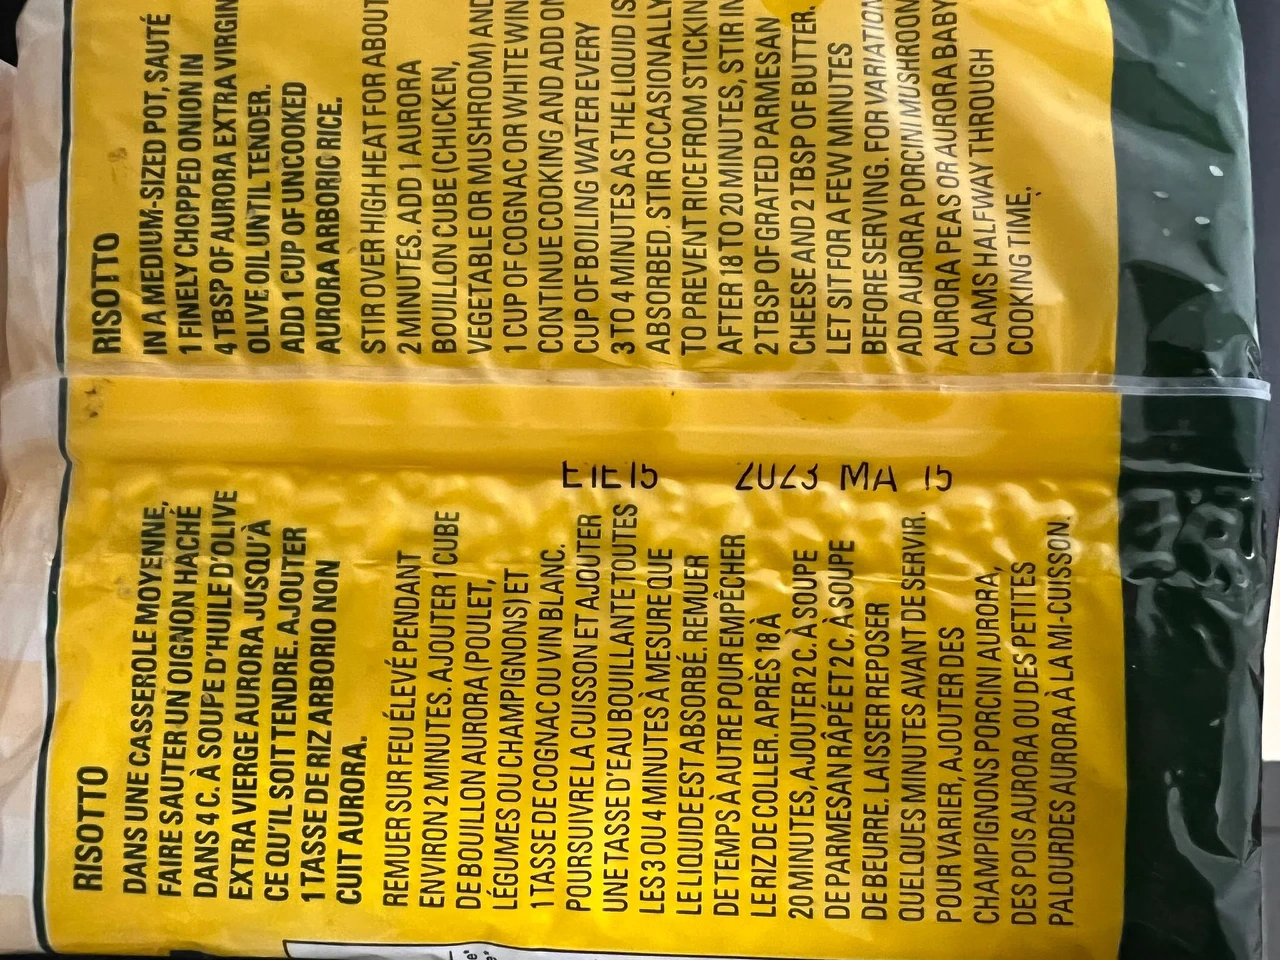 RISOTTO
IN A MEDIUM-SIZED POT, SAUTÉ
1 FINELY CHOPPED ONION IN
4 TBSP OF AURORA EXTRA VIRGIN
OLIVE OIL UNTIL TENDER.
ADD 1 CUP OF UNCOOKED
AURORA ARBORIO RICE.
STIR OVER HIGH HEAT FOR ABOUT
2 MINUTES. ADD 1 AURORA
BOUILLON CUBE (CHICKEN,
VEGETABLE OR MUSHROOM) AND
1 CUP OF COGNAC OR WHITE
CONTINUE COOKING AND ADD
CUP OF BOILING WATER EVERY
3 TO 4 MINUTES AS THE LIQUID IS
ABSORBED. STIR OCCASIONALLY
TO PREVENT RICE FROM
AFTER 18 TO 20 MINUTES, STIR IN
2 TBSP OF GRATED PARMESAN
CHEESE AND 2 TBSP OF BUTTER.
LET SIT FOR A FEW MINUTES
BEFORE SERVING. FOR
ADD AURORA PORCINI
AURORA PEAS OR AURORA BABY
CLAMS HALFWAY THROUGH
COOKING TIME.
2023 MA 15
RISOTTO
DANS UNE CASSEROLE MOYENNE,
FAIRE SAUTER UN OIGNON HACHÉ
DANS 4 C. À SOUPE D'HUILE D'OLIVE
EXTRA VIERGE AURORA JUSQU'À
CE QU'IL SOIT TENDRE. AJOUTER
1 TASSE DE RIZ ARBORIO NON
CUIT AURORA.
REMUER SUR FEU ÉLEVÉ PENDANT
ENVIRON 2 MINUTES. AJOUTER 1 CUBE
DE BOUILLON AURORA (POULET,
LÉGUMES OU CHAMPIGNONS) ET
1 TASSE DE COGNAC OU VIN BLANC.
POURSUIVRE LA CUISSON ET AJOUTER
UNE TASSE D'EAU BOUILLANTE TOUTES
LES 3 OU 4 MINUTES À MESURE QUE
LE LIQUIDE EST ABSORBÉ. REMUER
DE TEMPS À AUTRE POUR EMPÊCHER
LE RIZ DE COLLER. APRÈS 18 À
20 MINUTES, AJOUTER 2 C. À SOUPE
DE PARMESAN RÂPÉ ET 2 C. À SOUPE
DE BEURRE. LAISSER REPOSER
QUELQUES MINUTES AVANT DE SERVIR.
POUR VARIER, AJOUTER DES
CHAMPIGNONS PORCINI AURORA,
DES POIS AURORA OU DES PETITES
PALOURDES AURORA À LA MI-CUISSON.